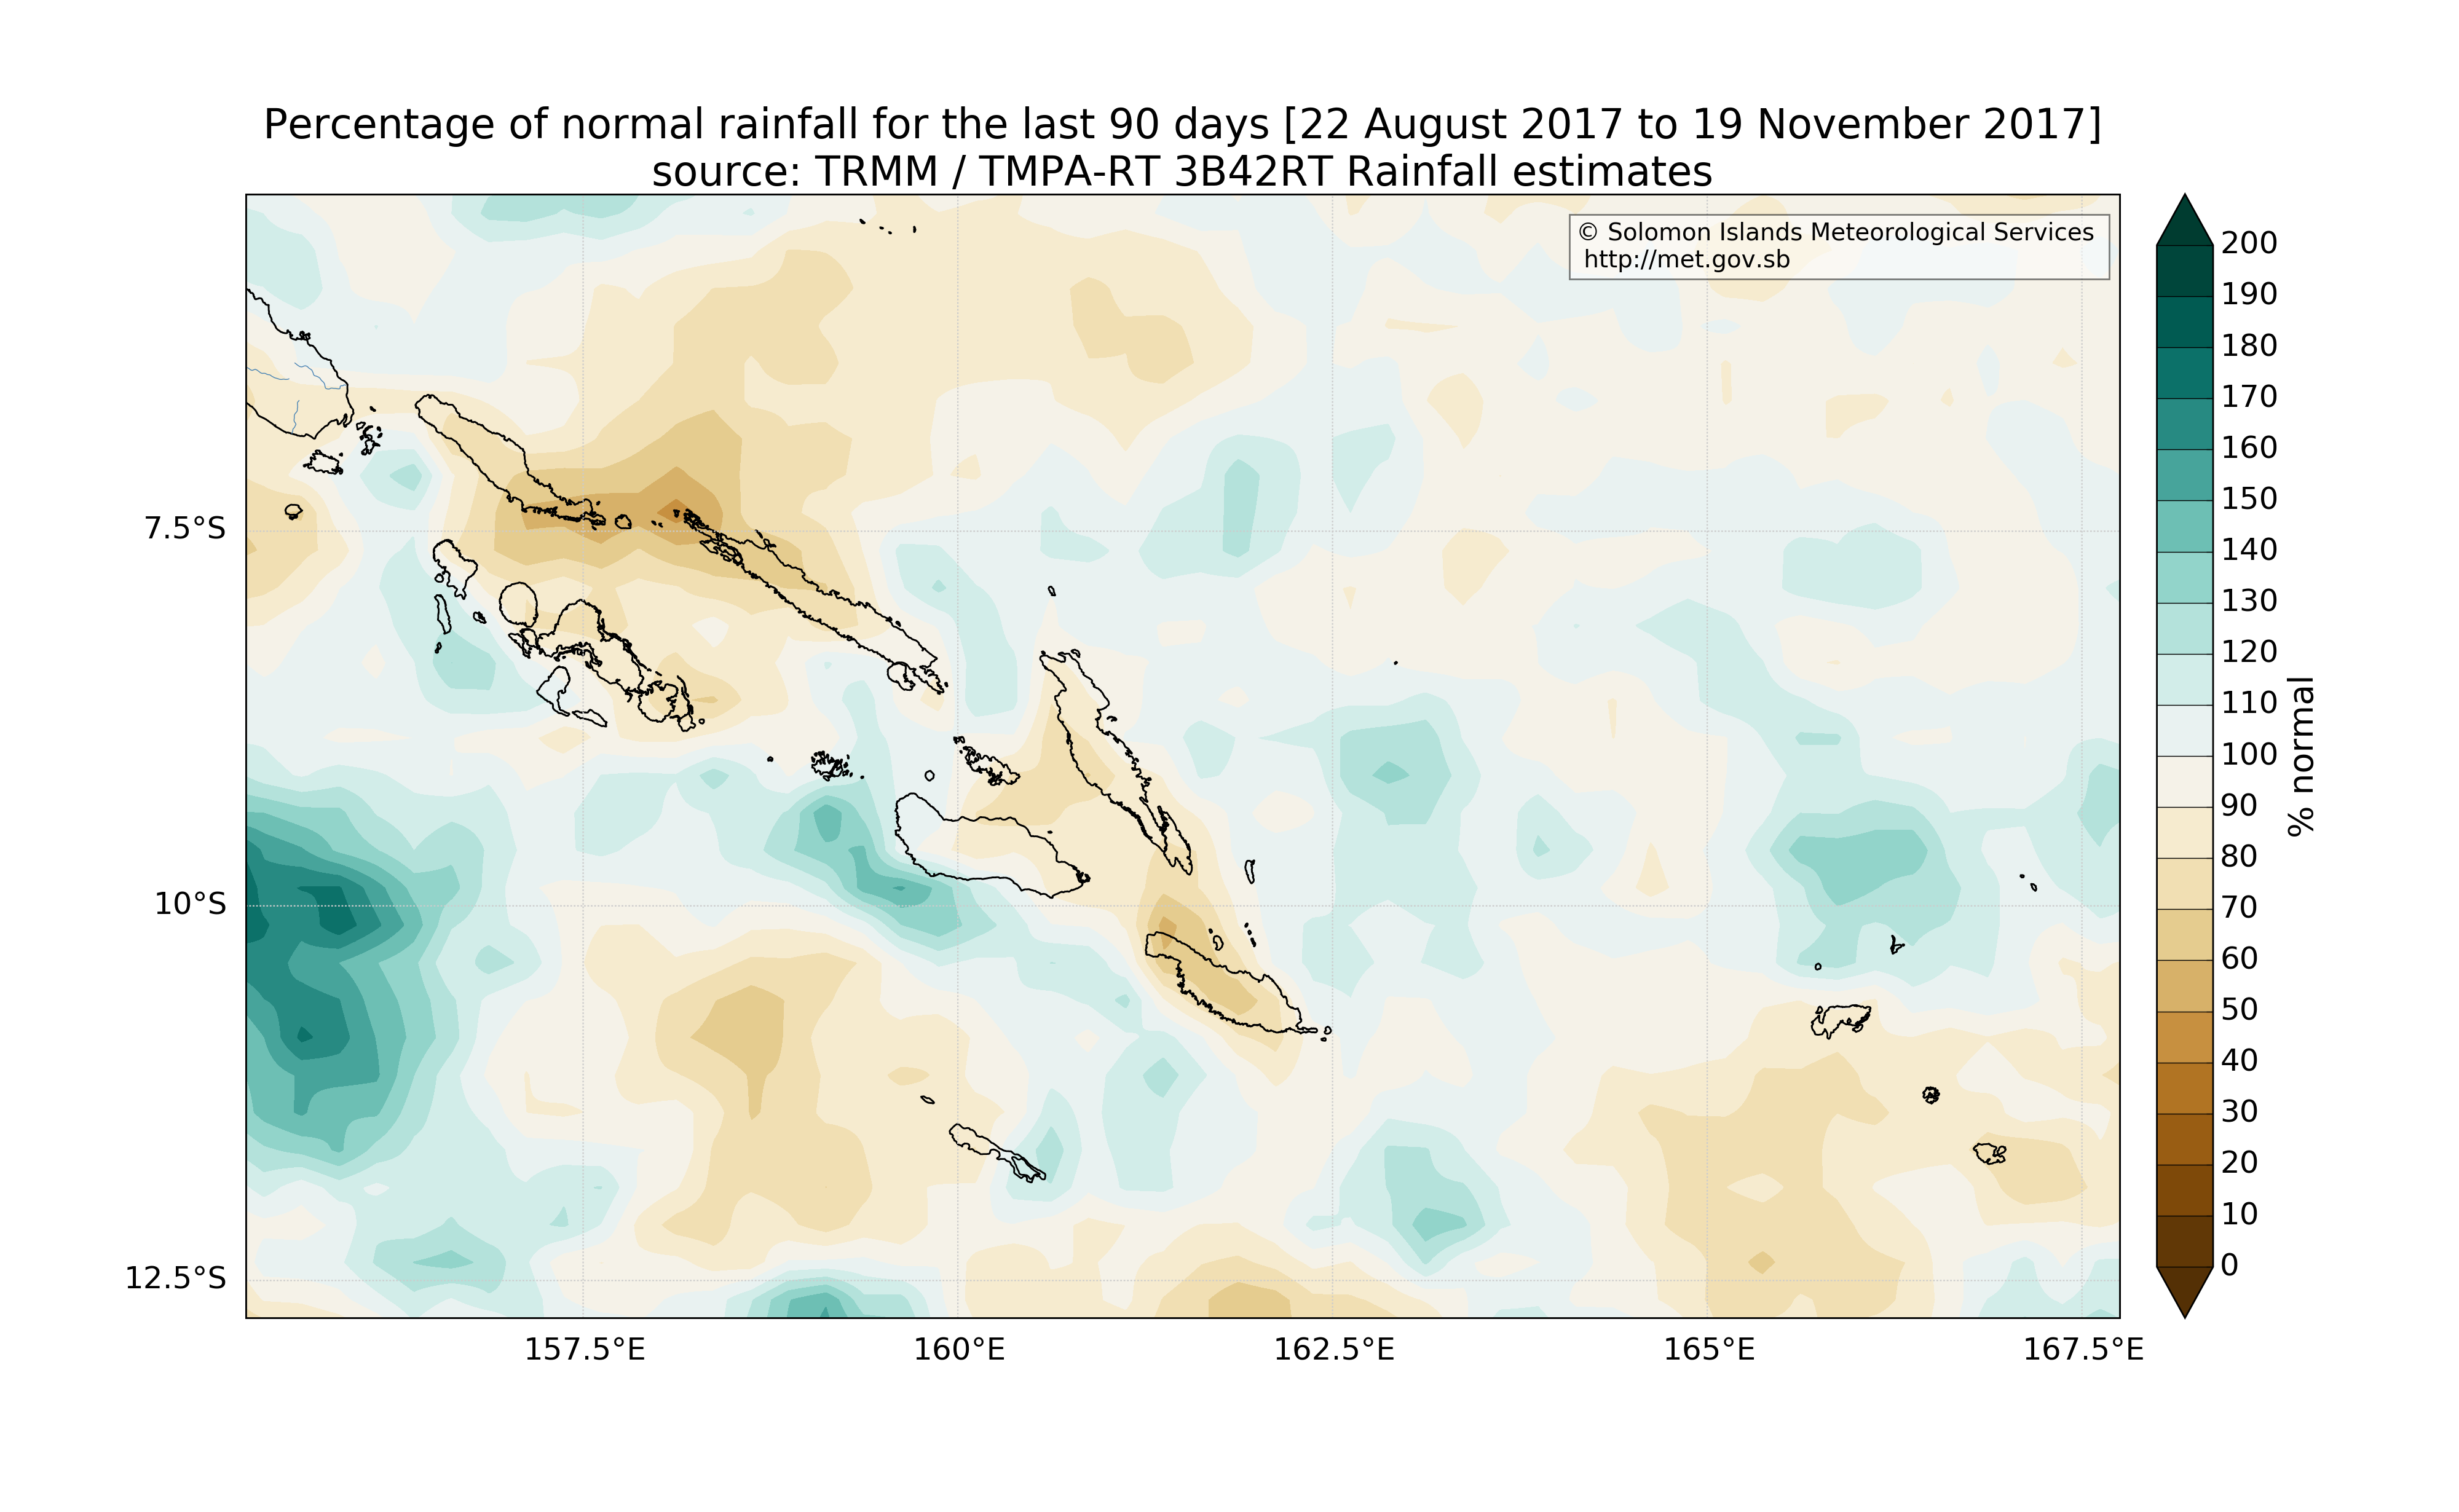 Percentage of normal rainfall for the last 90 days [22 August 2017 to 19 November 2017]
source: TRMM / TMPA-RT 3B42RT Rainfall estimates
© Solomon Islands Meteorological Services
http://met.gov.sb
7.5°S
10°S
12.5°S
157.5°E
160°E
162.5°E
165°E
167.5°E
200
190
180
170
160
150
140
130
120
110
100
90
80
70
60
50
40
30
20
10
0
% normal